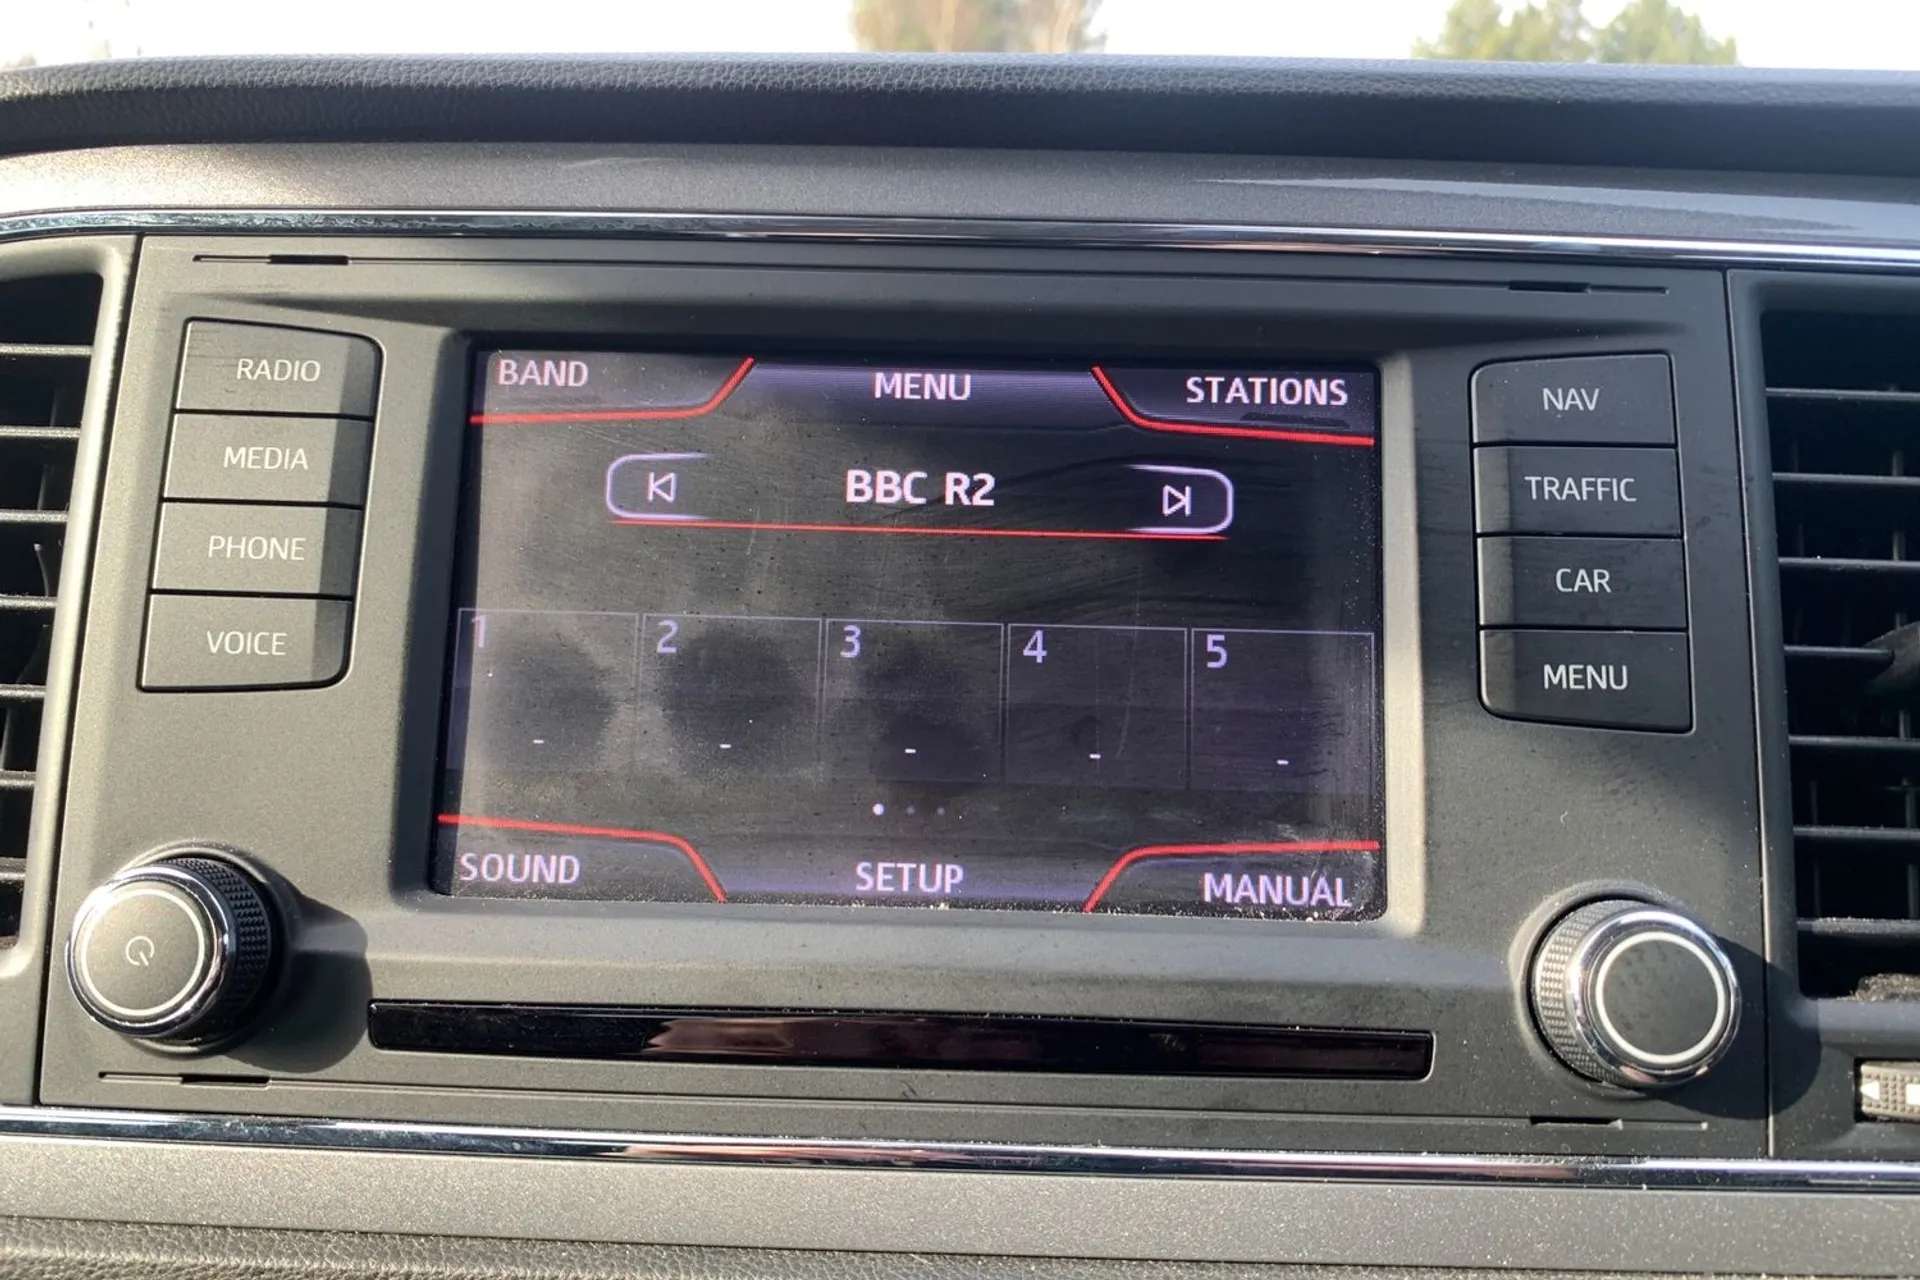 RADIO
MEDIA
PHONE
VOICE
BAND MENU STATIONS
BBC R2
1 2 3 4 5
- - - - -
SOUND SETUP MANUAL
NAV
TRAFFIC
CAR
MENU